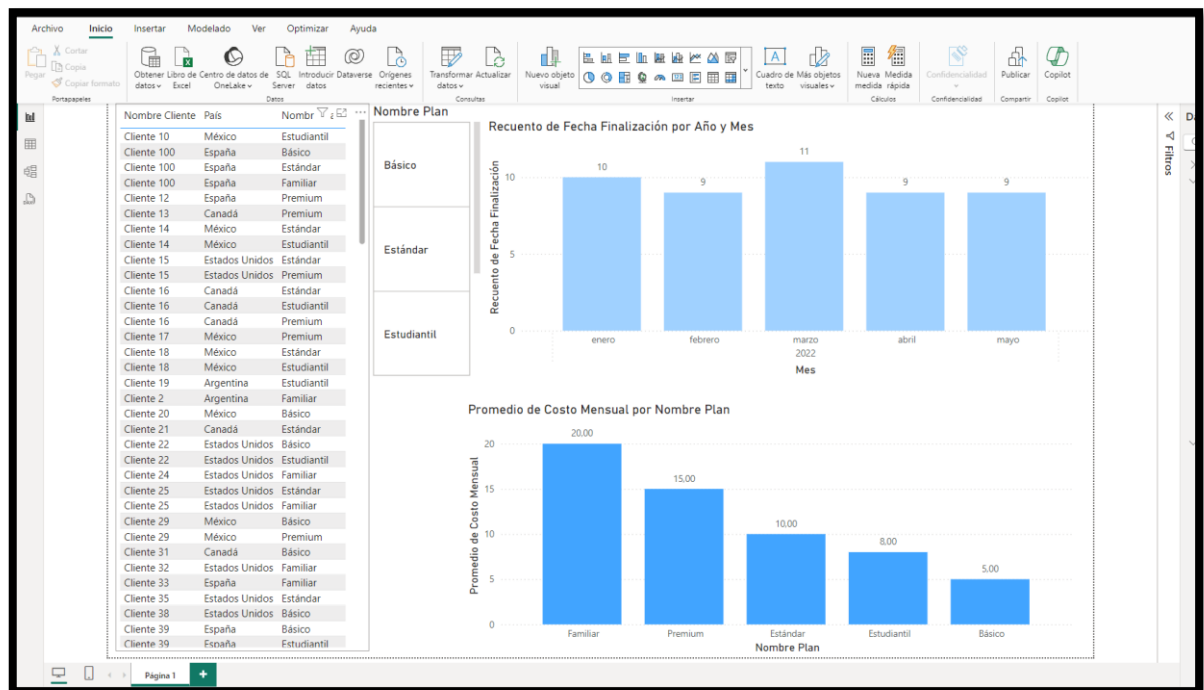 Archivo Inicio Insertar Modelado Ver Optimizar Ayuda
Pegar
Cortar
Copia
Copiar formato
Portapapeles
Obtener datos
Libro de Excel
Centro de datos de OneLake
SQL Server
Introducir datos
Dataverse
Orígenes recientes
Datos
Transformar datos
Actualizar
Consultas
Nuevo objeto visual
Cuadro de texto
Más objetos visuales
Insertar
Nueva medida
Medida rápida
Cálculos
Confidencialidad
Confidencialidad
Publicar
Compartir
Copilot
Copilot
Nombre Cliente País Nombr
Cliente 10 México Estudiantil
Cliente 100 España Básico
Cliente 100 España Estándar
Cliente 100 España Familiar
Cliente 12 España Premium
Cliente 13 Canadá Premium
Cliente 14 México Estándar
Cliente 14 México Estudiantil
Cliente 15 Estados Unidos Estándar
Cliente 15 Estados Unidos Premium
Cliente 16 Canadá Estándar
Cliente 16 Canadá Estudiantil
Cliente 16 Canadá Premium
Cliente 17 México Premium
Cliente 18 México Estándar
Cliente 18 México Estudiantil
Cliente 19 Argentina Estudiantil
Cliente 2 Argentina Familiar
Cliente 20 México Básico
Cliente 21 Canadá Estándar
Cliente 22 Estados Unidos Básico
Cliente 22 Estados Unidos Estudiantil
Cliente 24 Estados Unidos Familiar
Cliente 25 Estados Unidos Estándar
Cliente 25 Estados Unidos Familiar
Cliente 29 México Básico
Cliente 29 México Premium
Cliente 31 Canadá Básico
Cliente 32 Estados Unidos Familiar
Cliente 33 España Familiar
Cliente 35 Estados Unidos Estándar
Cliente 38 Estados Unidos Básico
Cliente 39 España Básico
Cliente 39 España Estudiantil
Nombre Plan
Básico
Estándar
Estudiantil
Recuento de Fecha Finalización por Año y Mes
Recuento de Fecha Finalización
10
5
0
10 9 11 9 9
enero febrero marzo abril mayo
2022
Mes
Promedio de Costo Mensual por Nombre Plan
Promedio de Costo Mensual
20
15
10
5
0
20,00 15,00 10,00 8,00 5,00
Familiar Premium Estándar Estudiantil Básico
Nombre Plan
Filtros
Página 1